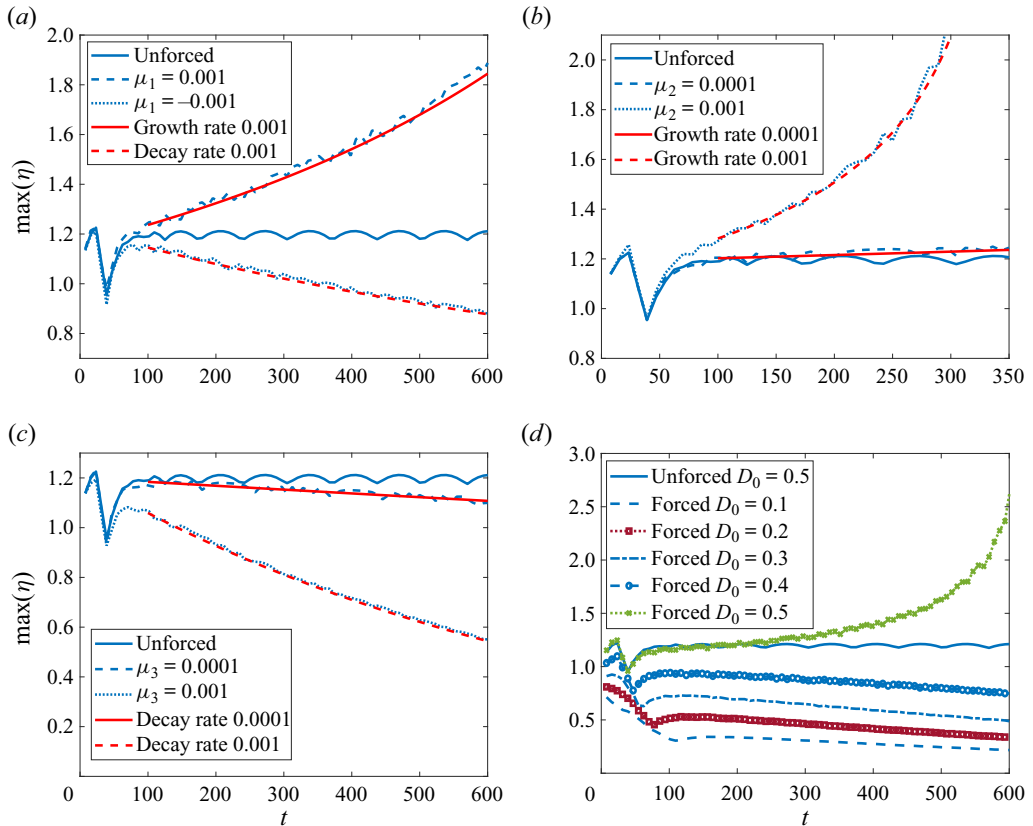 (a)
2.0
1.8
1.6
1.4
1.2
1.0
0.8
max(η)
Unforced
μ1 = 0.001
μ1 = –0.001
Growth rate 0.001
Decay rate 0.001
0 100 200 300 400 500 600
(b)
2.0
1.8
1.6
1.4
1.2
1.0
0.8
Unforced
μ2 = 0.0001
μ2 = 0.001
Growth rate 0.0001
Growth rate 0.001
0 50 100 150 200 250 300 350
(c)
1.2
1.0
0.8
0.6
0.4
0.2
max(η)
Unforced
μ3 = 0.0001
μ3 = 0.001
Decay rate 0.0001
Decay rate 0.001
0 100 200 300 400 500 600
t
(d)
3.0
2.5
2.0
1.5
1.0
0.5
Unforced D0 = 0.5
Forced D0 = 0.1
Forced D0 = 0.2
Forced D0 = 0.3
Forced D0 = 0.4
Forced D0 = 0.5
0 100 200 300 400 500 600
t